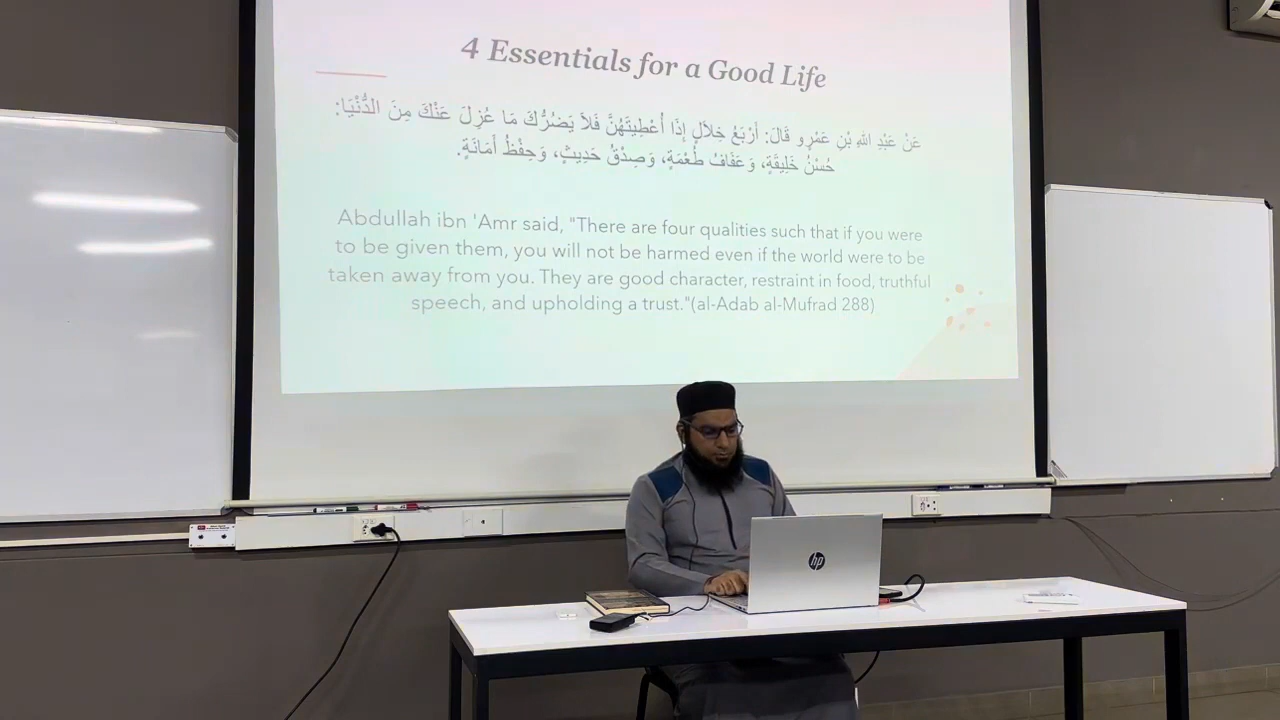 4 Essentials for a Good Life
عَنْ عَبْدِ اللهِ بْنِ عَمْرٍو قَالَ: أَرْبَعُ خِلَالٍ إِذَا أُعْطِيتَهُنَّ فَلَا يَضُرُّكَ مَا عُزِلَ عَنْكَ مِنَ الدُّنْيَا:
حُسْنُ خَلِيقَةٍ، وَعَفَافُ طُعْمَةٍ، وَصِدْقُ حَدِيثٍ، وَحِفْظُ أَمَانَةٍ.
Abdullah ibn 'Amr said, "There are four qualities such that if you were
to be given them, you will not be harmed even if the world were to be
taken away from you. They are good character, restraint in food, truthful
speech, and upholding a trust."(al-Adab al-Mufrad 288)
hp